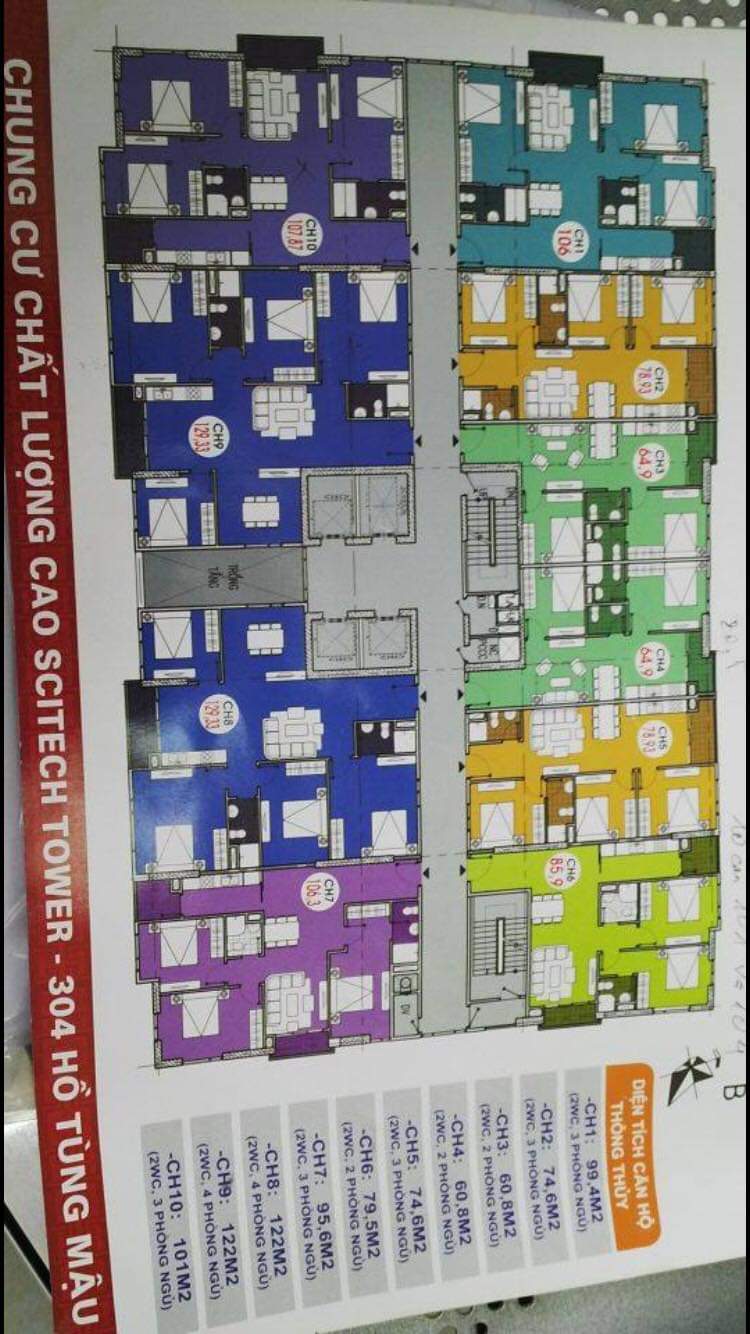 CHUNG CƯ CHẤT LƯỢNG CAO SCITECH TOWER - 304 HỒ TÙNG MẬU
B
DIỆN TÍCH CĂN HỘ
THÔNG THỦY
-CH1: 99,4M2
(2WC, 3 PHÒNG NGỦ)
-CH2: 74,6M2
(2WC, 3 PHÒNG NGỦ)
-CH3: 60,8M2
(2WC, 2 PHÒNG NGỦ)
-CH4: 60,8M2
(2WC, 2 PHÒNG NGỦ)
-CH5: 74,6M2
(2WC, 3 PHÒNG NGỦ)
-CH6: 79,5M2
(2WC, 2 PHÒNG NGỦ)
-CH7: 95,6M2
(2WC, 3 PHÒNG NGỦ)
-CH8: 122M2
(2WC, 4 PHÒNG NGỦ)
-CH9: 122M2
(2WC, 4 PHÒNG NGỦ)
-CH10: 101M2
(2WC, 3 PHÒNG NGỦ)
CH1
106
CH2
78,93
CH3
64,9
CH4
64,9
CH5
78,93
CH6
85,9
CH7
106,3
CH8
129,33
CH9
129,33
CH10
107,87
TRỐNG
TẦNG
DV
NC
PCCC